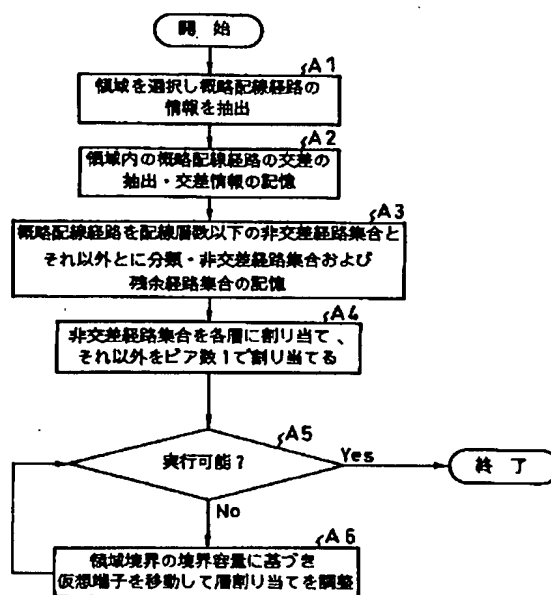 開 始
A1
領域を選択し概略配線経路の
情報を抽出
A2
領域内の概略配線経路の交差の
抽出・交差情報の記憶
A3
概略配線経路を配線層数以下の非交差経路集合と
それ以外とに分類・非交差経路集合および
残余経路集合の記憶
A4
非交差経路集合を各層に割り当て、
それ以外をビア数1で割り当てる
A5
実行可能?
Yes
終 了
No
A6
領域境界の境界容量に基づき
仮想端子を移動して層割り当てを調整